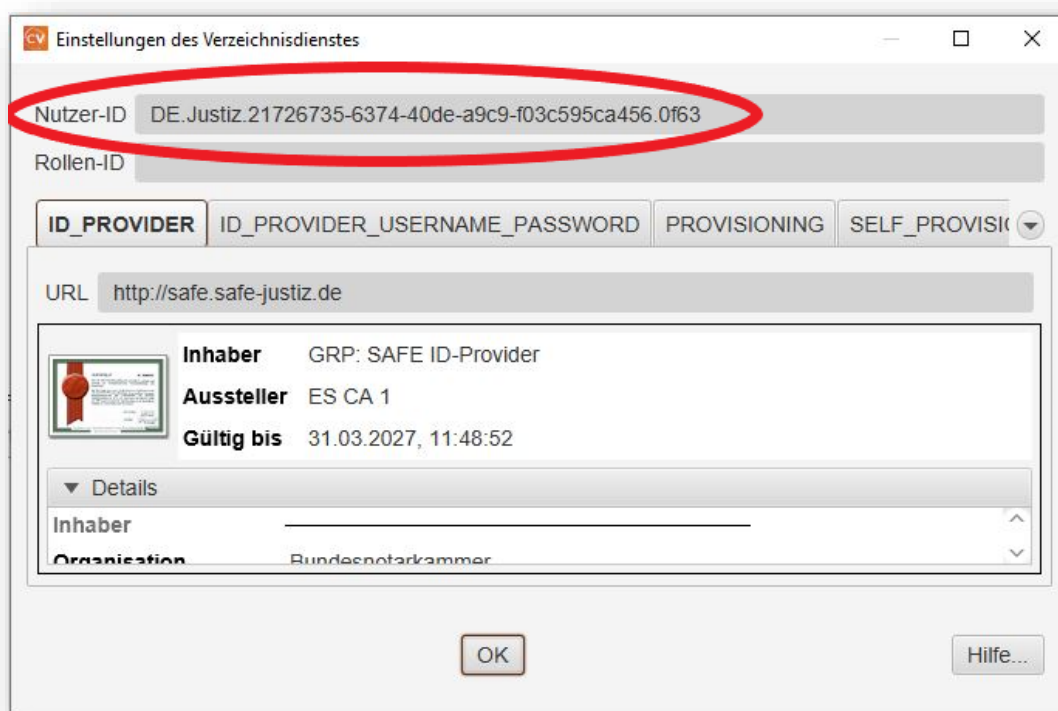 CV Einstellungen des Verzeichnisdienstes
Nutzer-ID DE.Justiz.21726735-6374-40de-a9c9-f03c595ca456.0f63
Rollen-ID
ID_PROVIDER ID_PROVIDER_USERNAME_PASSWORD PROVISIONING SELF_PROVISI
URL http://safe.safe-justiz.de
Inhaber GRP: SAFE ID-Provider
Aussteller ES CA 1
Gültig bis 31.03.2027, 11:48:52
Details
Inhaber
Organisation Bundesnotarkammer
OK Hilfe...